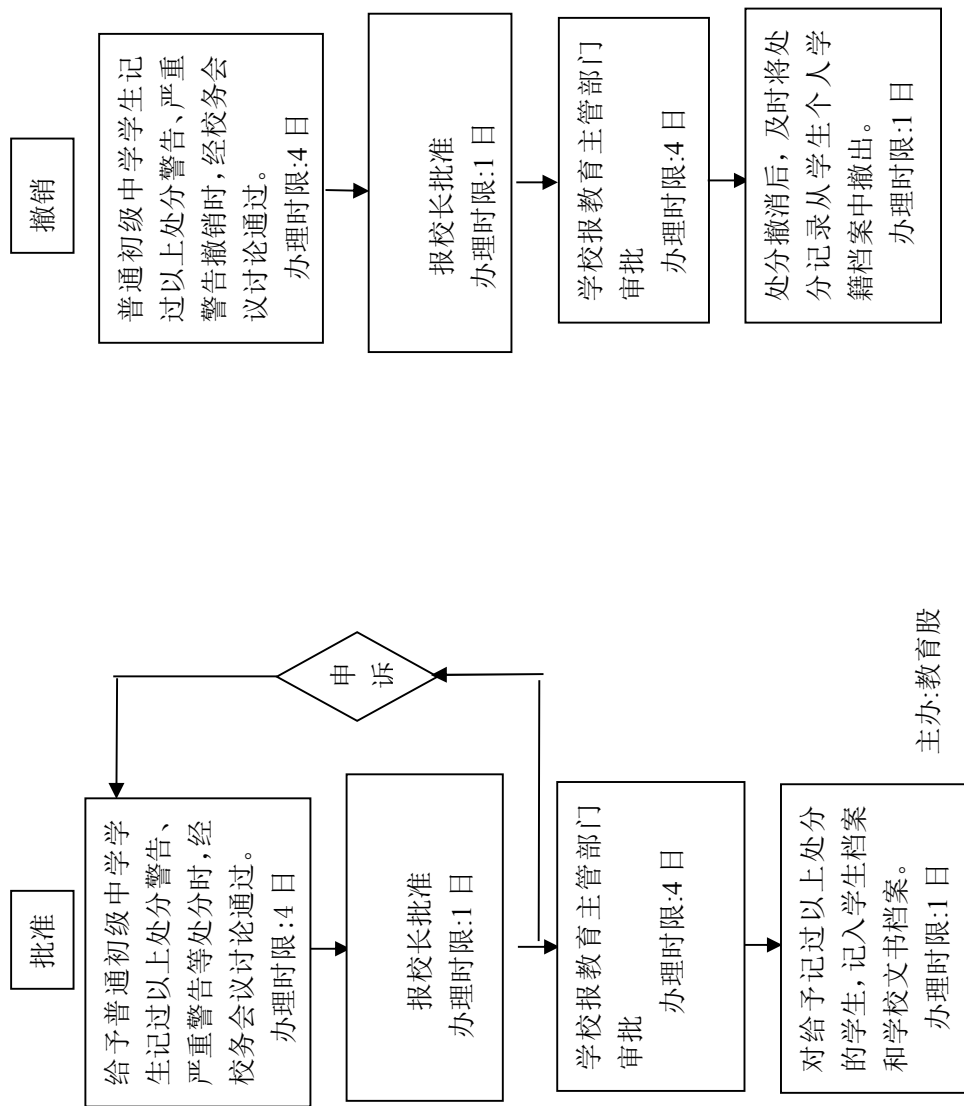 批准
给予普通初级中学学
生记过以上处分警告、
严重警告等处分时,经
校务会议讨论通过。
办理时限:4 日
报校长批准
办理时限:1 日
学校报教育主管部门
审批
办理时限:4 日
对给予记过以上处分
的学生,记入学生档案
和学校文书档案。
办理时限:1 日
申
诉
主办:教育股
撤销
普通初级中学学生记
过以上处分警告、严重
警告撤销时,经校务会
议讨论通过。
办理时限:4 日
报校长批准
办理时限:1 日
学校报教育主管部门
审批
办理时限:4 日
处分撤消后，及时将处
分记录从学生个人学
籍档案中撤出。
办理时限:1 日